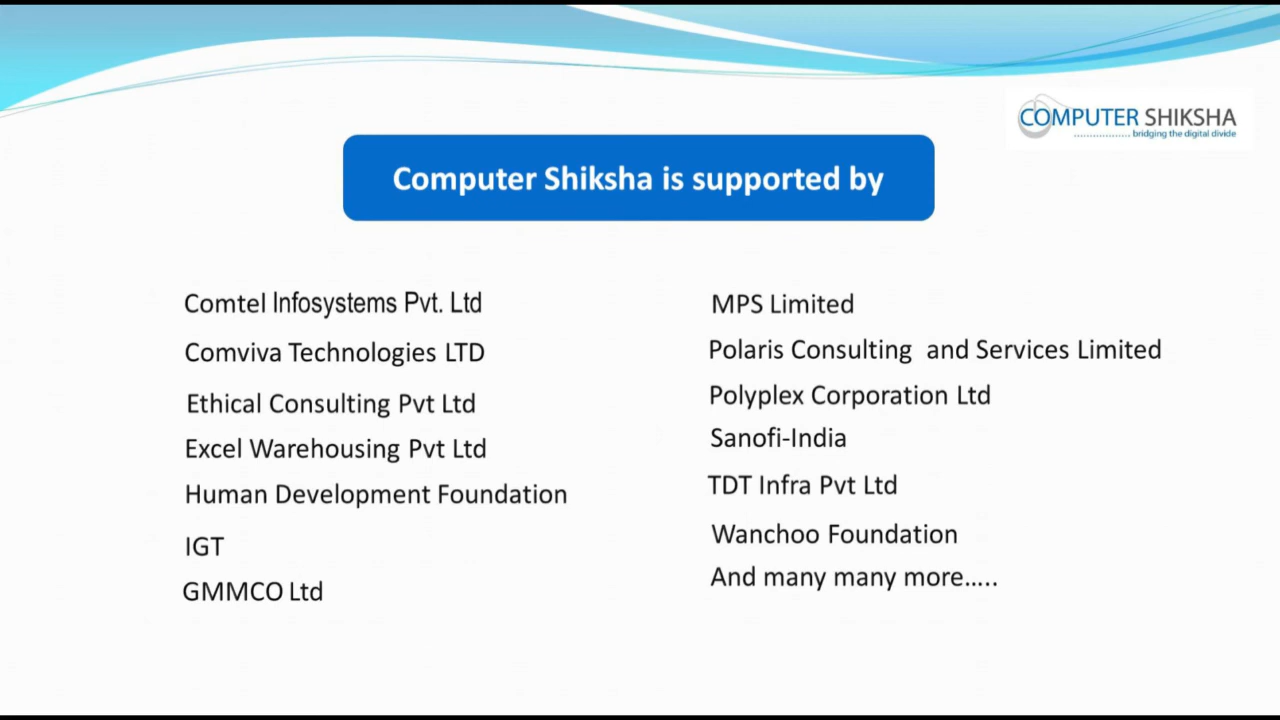 COMPUTER SHIKSHA
bridging the digital divide
Computer Shiksha is supported by
Comtel Infosystems Pvt. Ltd
Comviva Technologies LTD
Ethical Consulting Pvt Ltd
Excel Warehousing Pvt Ltd
Human Development Foundation
IGT
GMMCO Ltd
MPS Limited
Polaris Consulting and Services Limited
Polyplex Corporation Ltd
Sanofi-India
TDT Infra Pvt Ltd
Wanchoo Foundation
And many many more.....